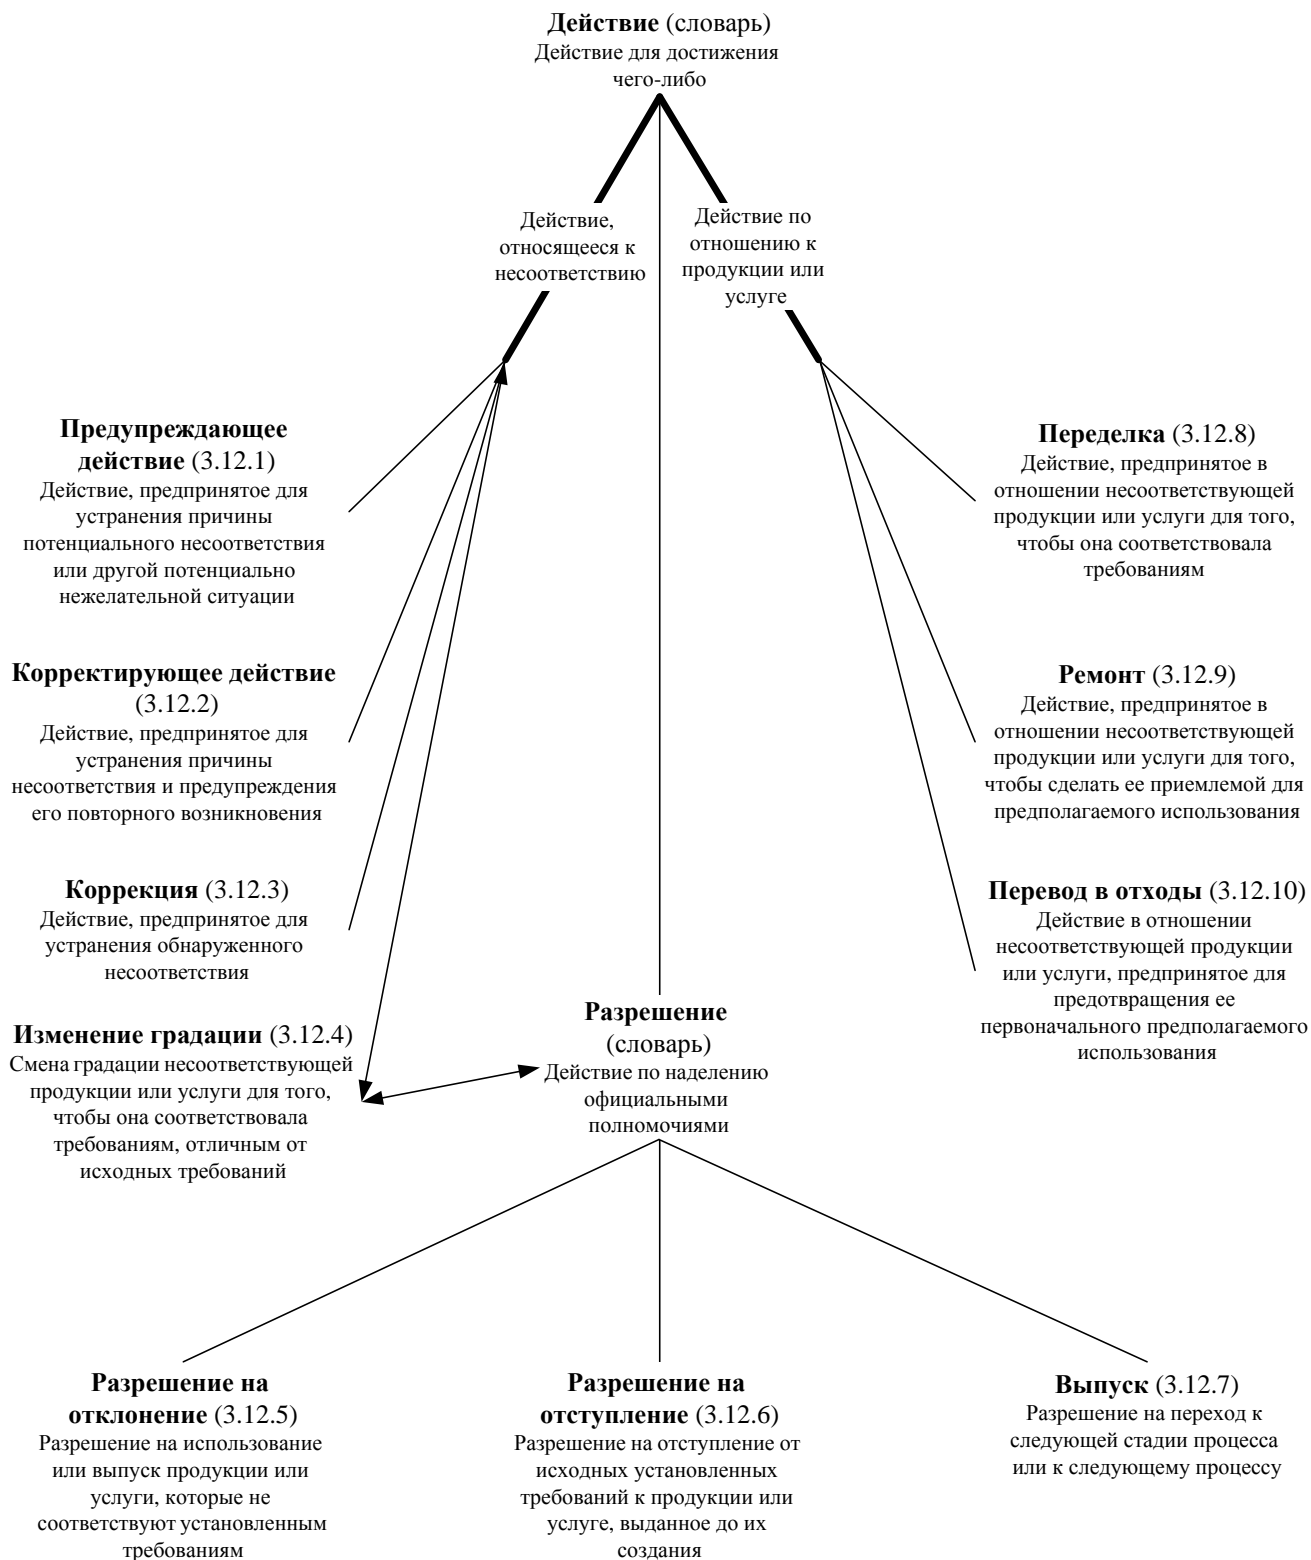 Действие (словарь)
Действие для достижения
чего-либо
Действие,
относящееся к
несоответствию
Действие по
отношению к
продукции или
услуге
Предупреждающее
действие (3.12.1)
Действие, предпринятое для
устранения причины
потенциального несоответствия
или другой потенциально
нежелательной ситуации
Корректирующее действие
(3.12.2)
Действие, предпринятое для
устранения причины
несоответствия и предупреждения
его повторного возникновения
Коррекция (3.12.3)
Действие, предпринятое для
устранения обнаруженного
несоответствия
Изменение градации (3.12.4)
Смена градации несоответствующей
продукции или услуги для того,
чтобы она соответствовала
требованиям, отличным от
исходных требований
Переделка (3.12.8)
Действие, предпринятое в
отношении несоответствующей
продукции или услуги для того,
чтобы она соответствовала
требованиям
Ремонт (3.12.9)
Действие, предпринятое в
отношении несоответствующей
продукции или услуги для того,
чтобы сделать ее приемлемой для
предполагаемого использования
Перевод в отходы (3.12.10)
Действие в отношении
несоответствующей продукции
или услуги, предпринятое для
предотвращения ее
первоначального предполагаемого
использования
Разрешение
(словарь)
Действие по наделению
официальными
полномочиями
Разрешение на
отклонение (3.12.5)
Разрешение на использование
или выпуск продукции или
услуги, которые не
соответствуют установленным
требованиям
Разрешение на
отступление (3.12.6)
Разрешение на отступление от
исходных установленных
требований к продукции или
услуге, выданное до их
создания
Выпуск (3.12.7)
Разрешение на переход к
следующей стадии процесса
или к следующему процессу